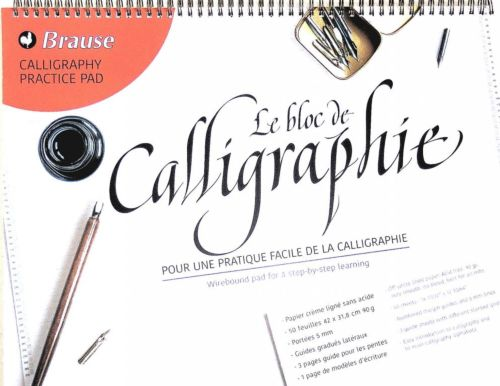 Brause
CALLIGRAPHY
PRACTICE PAD
Le bloc de
Calligraphie
POUR UNE PRATIQUE FACILE DE LA CALLIGRAPHIE
Wirebound pad for a step-by-step learning
- Papier crème ligné sans acide
- 50 feuilles 42 x 31,8 cm 90 g
- Portées 5 mm
- Guides gradués latéraux
- 3 pages guide pour les pentes
- 1 page de modèles d'écriture